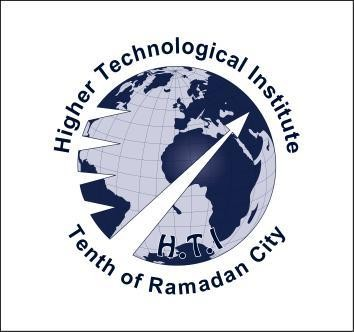 Higher Technological Institute
H.T.I
Tenth of Ramadan City